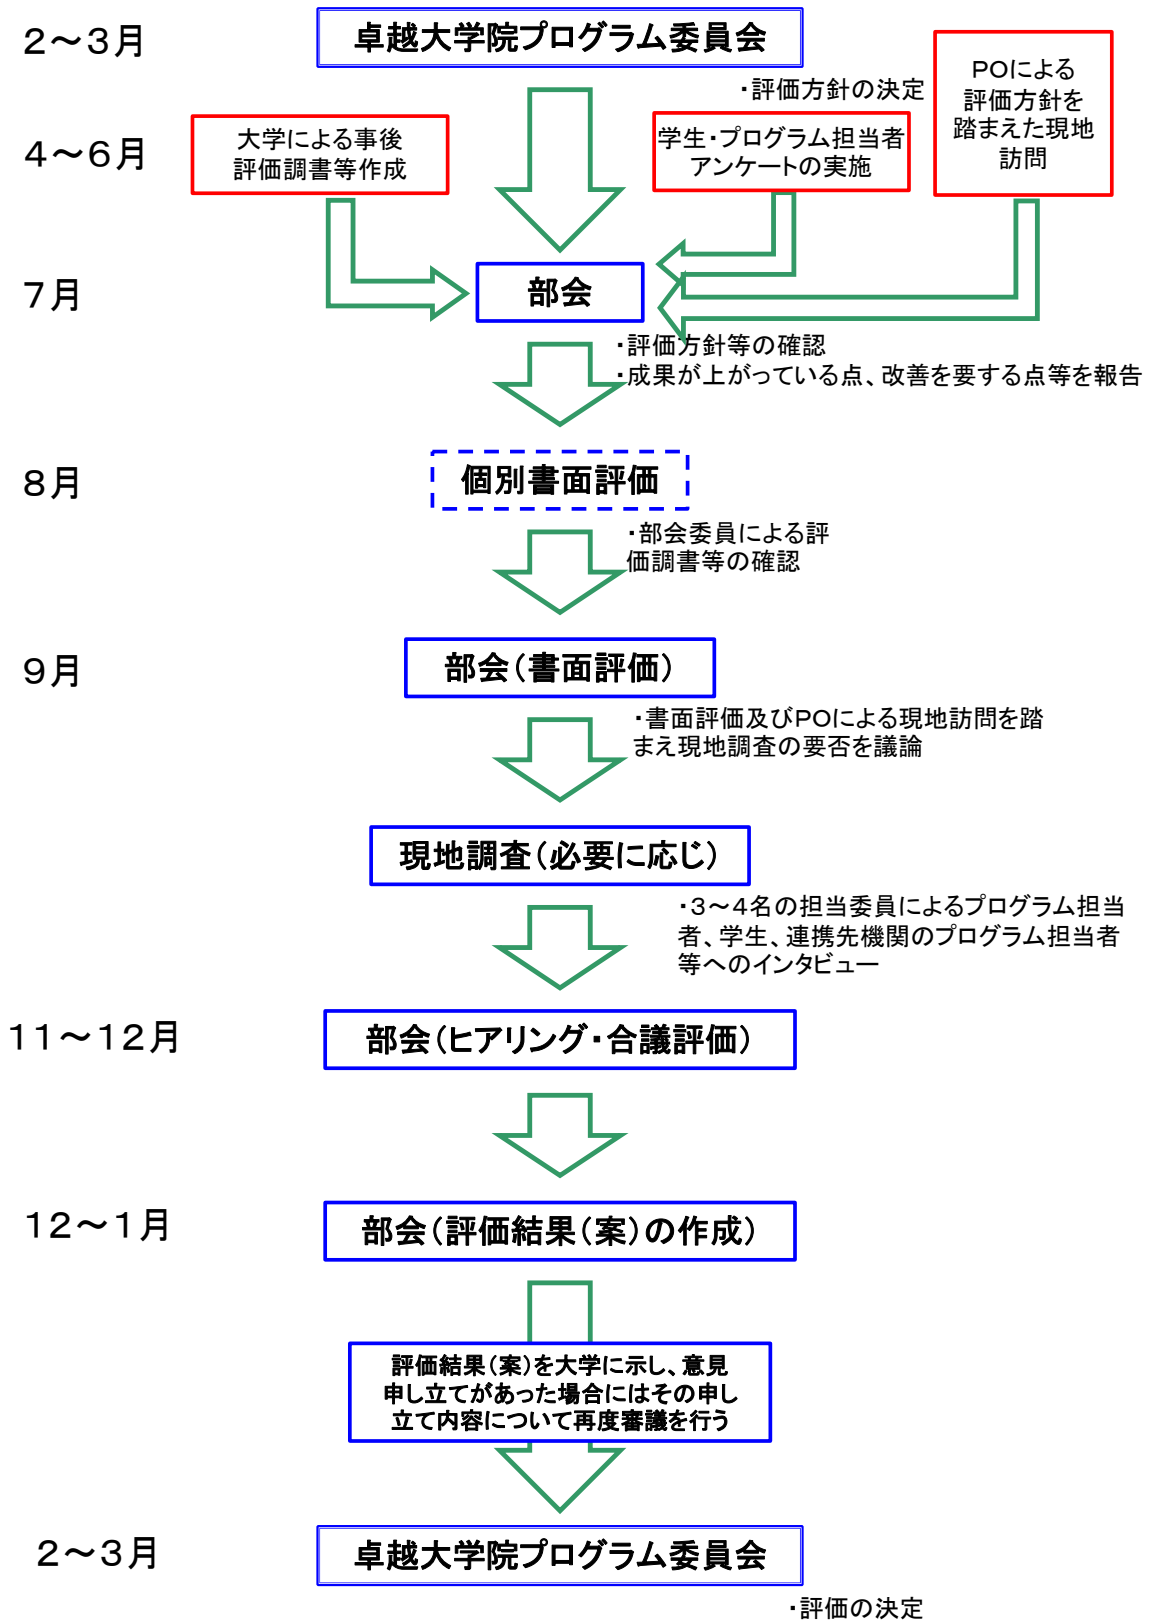 ２～３月
卓越大学院プログラム委員会
・評価方針の決定
POによる
評価方針を
踏まえた現地
訪問
４～６月
大学による事後
評価調書等作成
学生・プログラム担当者
アンケートの実施
７月
部会
・評価方針等の確認
・成果が上がっている点、改善を要する点等を報告
８月
個別書面評価
・部会委員による評
価調書等の確認
９月
部会（書面評価）
・書面評価及びPOによる現地訪問を踏
まえ現地調査の要否を議論
現地調査（必要に応じ）
・３～４名の担当委員によるプログラム担当
者、学生、連携先機関のプログラム担当者
等へのインタビュー
１１～１２月
部会（ヒアリング・合議評価）
１２～１月
部会（評価結果（案）の作成）
評価結果（案）を大学に示し、意見
申し立てがあった場合にはその申し
立て内容について再度審議を行う
２～３月
卓越大学院プログラム委員会
・評価の決定